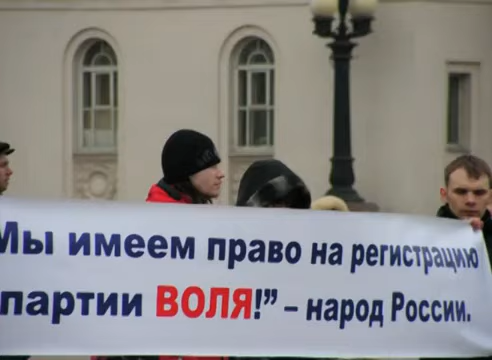 Мы имеем право на регистрацию
партии ВОЛЯ!” – народ России.